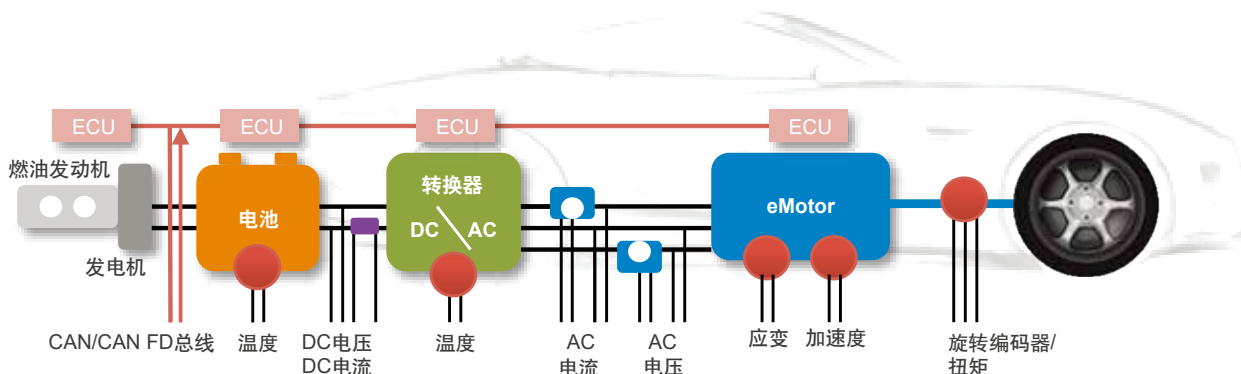 ECU
ECU
ECU
ECU
燃油发动机
电池
转换器
DC
AC
eMotor
发电机
CAN/CAN FD总线
温度
DC电压
DC电流
温度
AC
电流
AC
电压
应变
加速度
旋转编码器/
扭矩